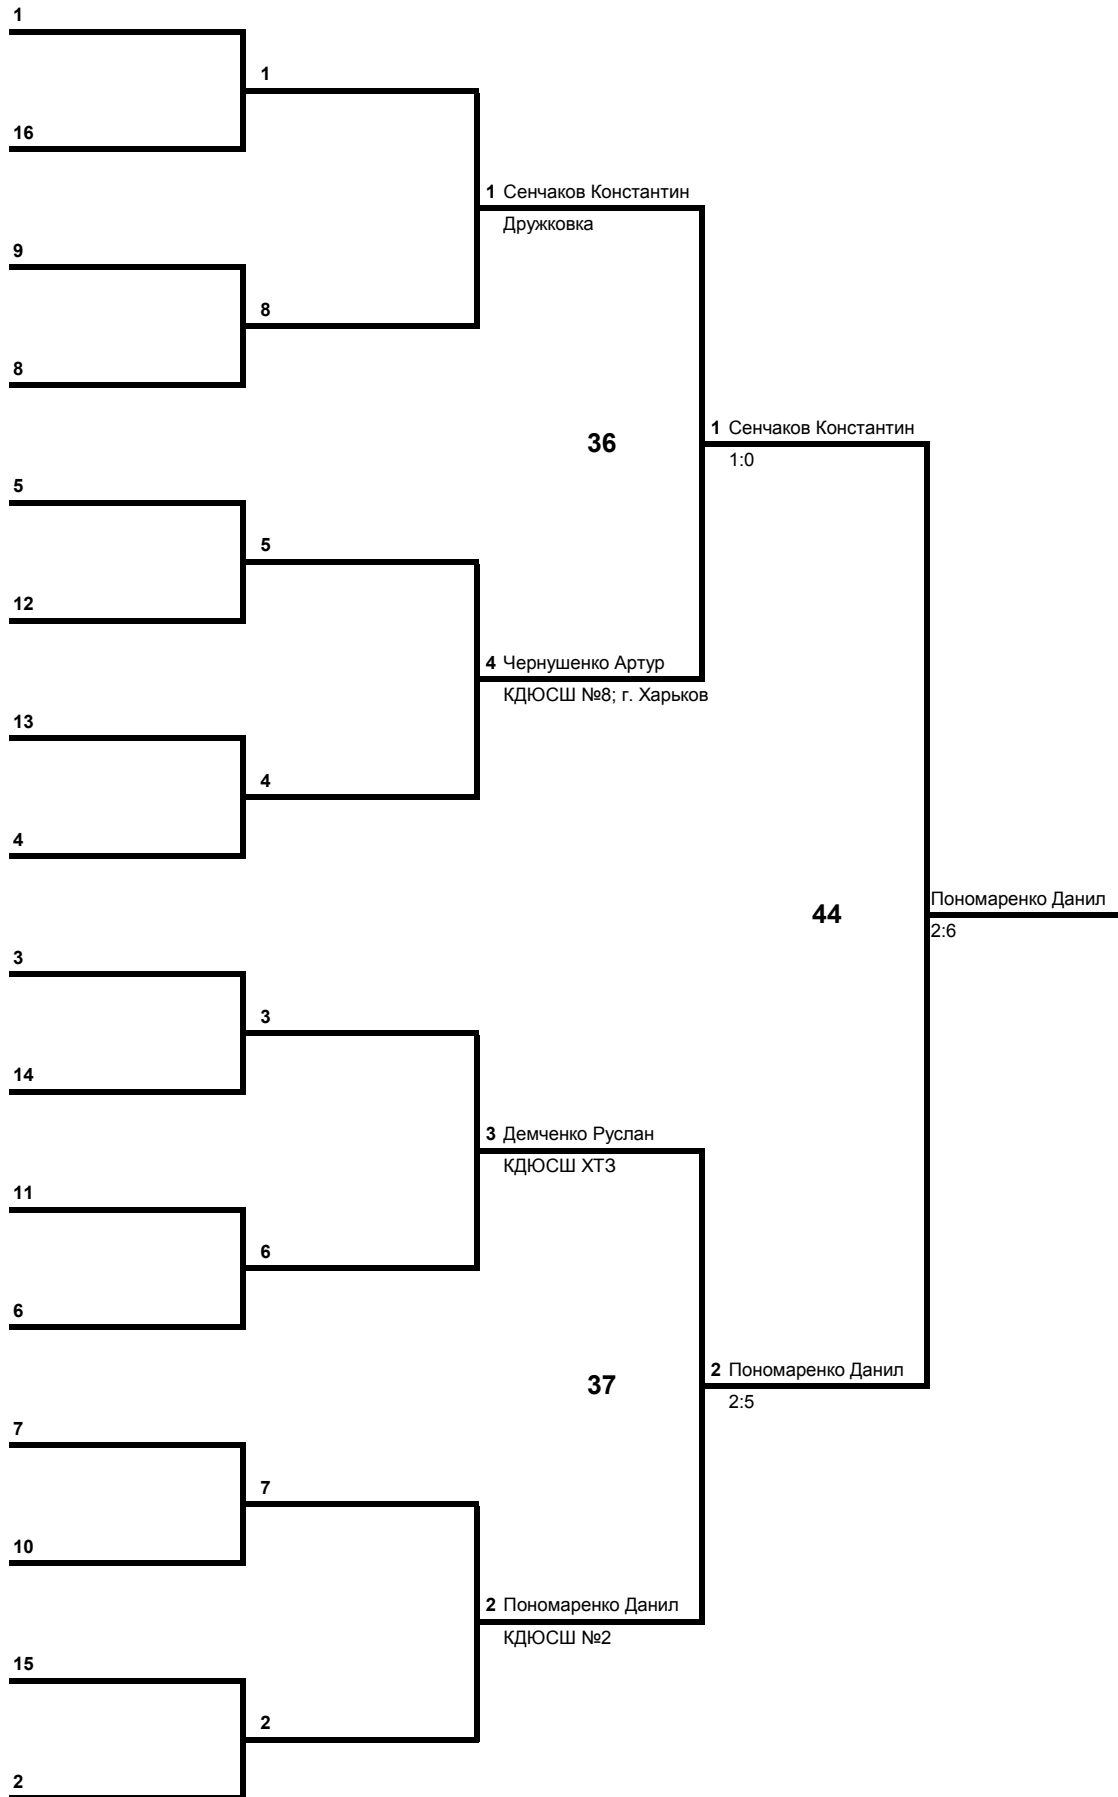 1
1
16
1 Сенчаков Константин
Дружковка
9
8
8
36
1 Сенчаков Константин
1:0
5
5
12
4 Чернушенко Артур
КДЮСШ №8; г. Харьков
13
4
4
44
Пономаренко Данил
2:6
3
3
14
3 Демченко Руслан
КДЮСШ ХТЗ
11
6
6
37
2 Пономаренко Данил
2:5
7
7
10
2 Пономаренко Данил
КДЮСШ №2
15
2
2